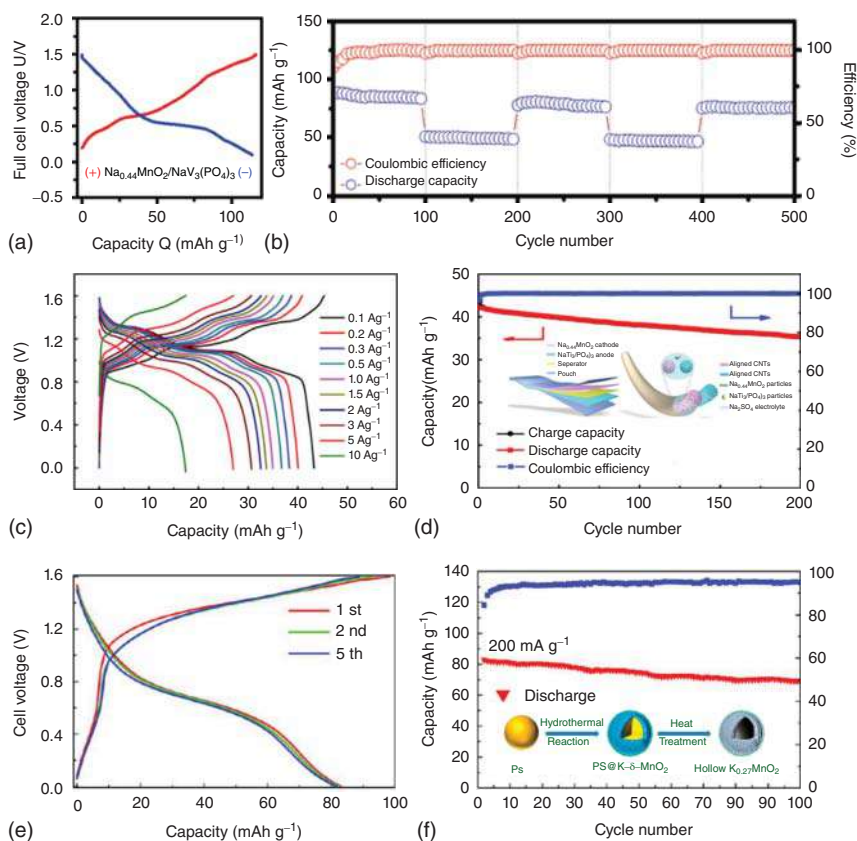 2.0
1.5
1.0
0.5
0.0
−0.5
Full cell voltage U/V
(+) Na0.44MnO2/NaV3(PO4)3 (−)
0 50 100
Capacity Q (mAh g−1)
(a)
150
125
100
75
50
25
0
Capacity (mAh g−1)
100
50
0
Efficiency (%)
Coulombic efficiency
Discharge capacity
0 100 200 300 400 500
Cycle number
(b)
1.6
1.2
0.8
0.4
0.0
Voltage (V)
0.1 Ag−1
0.2 Ag−1
0.3 Ag−1
0.5 Ag−1
1.0 Ag−1
1.5 Ag−1
2 Ag−1
3 Ag−1
5 Ag−1
10 Ag−1
0 10 20 30 40 50 60
Capacity (mAh g−1)
(c)
50
45
40
35
30
25
20
15
10
5
0
Capacity(mAh g−1)
100
80
60
40
20
0
Na0.44MnO2 cathode
NaTi2(PO4)3 anode
Seperator
Pouch
Aligned CNTs
Aligned CNTs
Na0.44MnO2 particles
NaTi2(PO4)3 particles
Na2SO4 electrolyte
Charge capacity
Discharge capacity
Coulombic efficiency
0 50 100 150 200
Cycle number
(d)
1.6
1.2
0.8
0.4
0.0
Cell voltage (V)
1 st
2 nd
5 th
0 20 40 60 80 100
Capacity (mAh g−1)
(e)
140
120
100
80
60
40
20
0
Capacity (mAh g−1)
100
80
60
40
20
0
200 mA g−1
Discharge
Hydrothermal
Reaction
Heat
Treatment
Ps
PS@K–δ–MnO2
Hollow K0.27MnO2
0 10 20 30 40 50 60 70 80 90 100
Cycle number
(f)